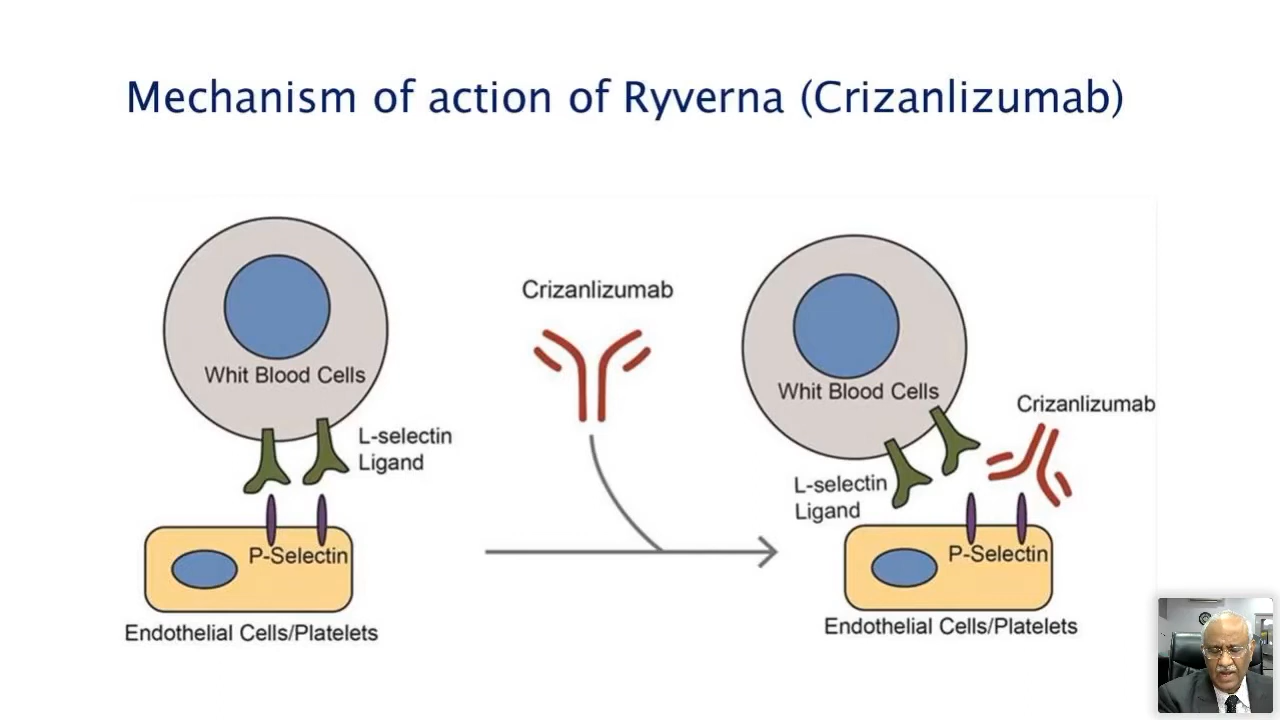 Mechanism of action of Ryverna (Crizanlizumab)
Crizanlizumab
Whit Blood Cells
L-selectin
Ligand
P-Selectin
Endothelial Cells/Platelets
Whit Blood Cells
Crizanlizumab
L-selectin
Ligand
P-Selectin
Endothelial Cells/Platelets